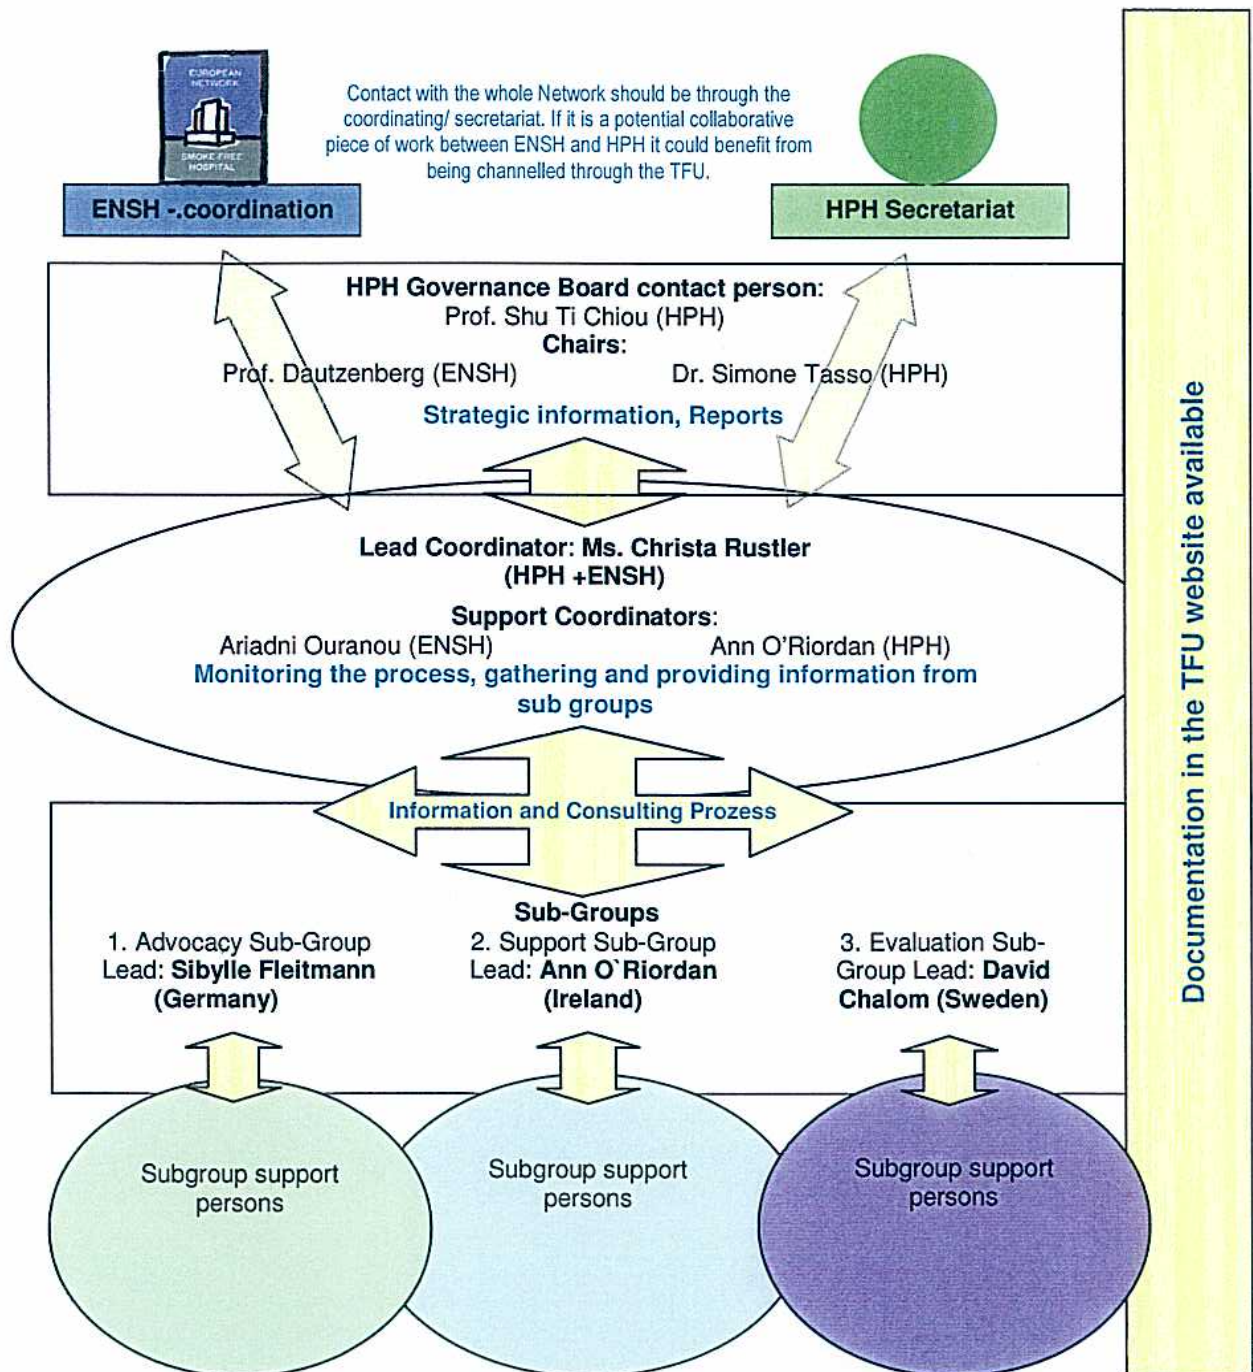 EUROPEAN
NETWORK
SMOKE FREE
HOSPITAL
Contact with the whole Network should be through the
coordinating/ secretariat. If it is a potential collaborative
piece of work between ENSH and HPH it could benefit from
being channelled through the TFU.
ENSH -.coordination
HPH Secretariat
HPH Governance Board contact person:
Prof. Shu Ti Chiou (HPH)
Chairs:
Prof. Dautzenberg (ENSH)
Dr. Simone Tasso (HPH)
Strategic information, Reports
Lead Coordinator: Ms. Christa Rustler
(HPH +ENSH)
Support Coordinators:
Ariadni Ouranou (ENSH)
Ann O'Riordan (HPH)
Monitoring the process, gathering and providing information from
sub groups
Information and Consulting Prozess
Sub-Groups
1. Advocacy Sub-Group
Lead: Sibylle Fleitmann
(Germany)
2. Support Sub-Group
Lead: Ann O`Riordan
(Ireland)
3. Evaluation Sub-
Group Lead: David
Chalom (Sweden)
Subgroup support
persons
Subgroup support
persons
Subgroup support
persons
Documentation in the TFU website available